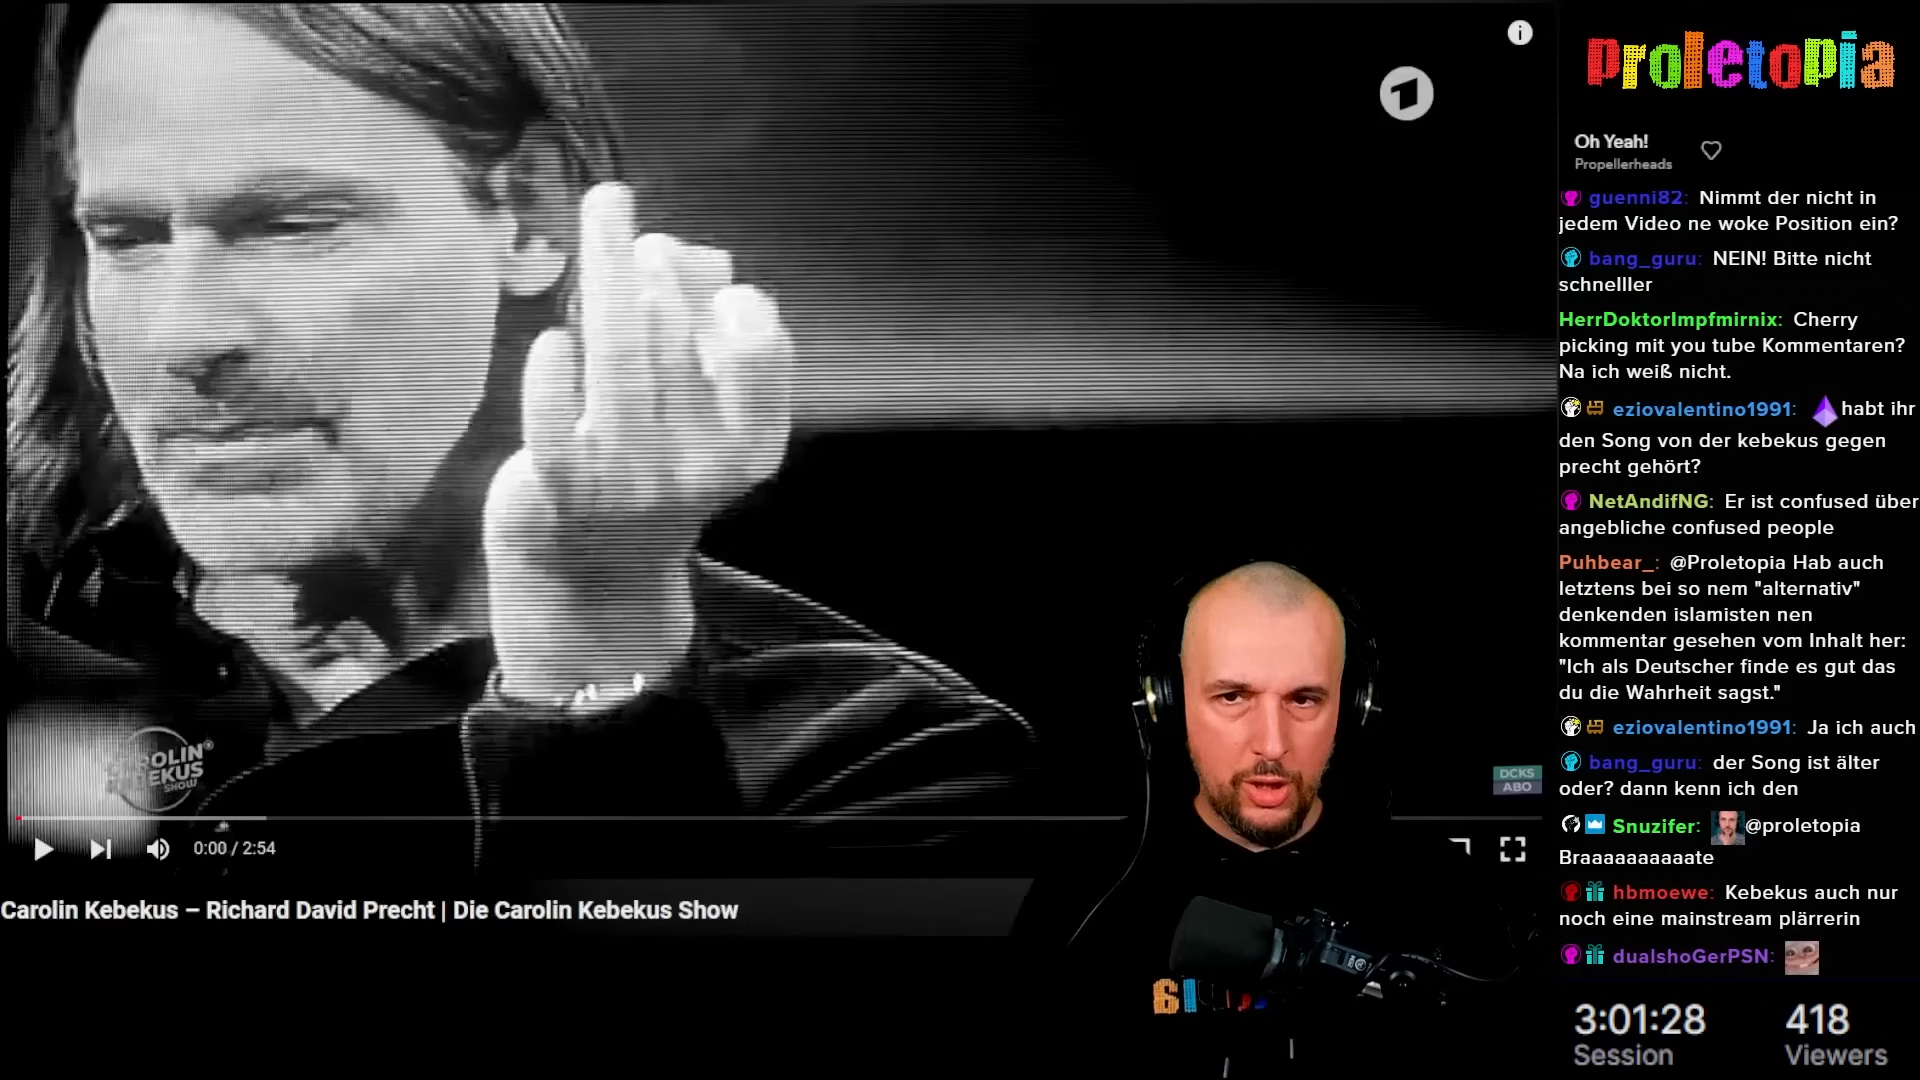 Proletopia
Oh Yeah!
Propellerheads
guenni82: Nimmt der nicht in
jedem Video ne woke Position ein?
bang_guru: NEIN! Bitte nicht
schnelller
HerrDoktorImpfmirnix: Cherry
picking mit you tube Kommentaren?
Na ich weiß nicht.
eziovalentino1991: habt ihr
den Song von der kebekus gegen
precht gehört?
NetAndifNG: Er ist confused über
angebliche confused people
Puhbear_: @Proletopia Hab auch
letztens bei so nem "alternativ"
denkenden islamisten nen
kommentar gesehen vom Inhalt her:
"Ich als Deutscher finde es gut das
du die Wahrheit sagst."
eziovalentino1991: Ja ich auch
bang_guru: der Song ist älter
oder? dann kenn ich den
Snuzifer: @proletopia
Braaaaaaaaaate
hbmoewe: Kebekus auch nur
noch eine mainstream plärrerin
dualshoGerPSN:
3:01:28
Session
418
Viewers
SHOW
DCKS
ABO
0:00 / 2:54
Carolin Kebekus – Richard David Precht | Die Carolin Kebekus Show